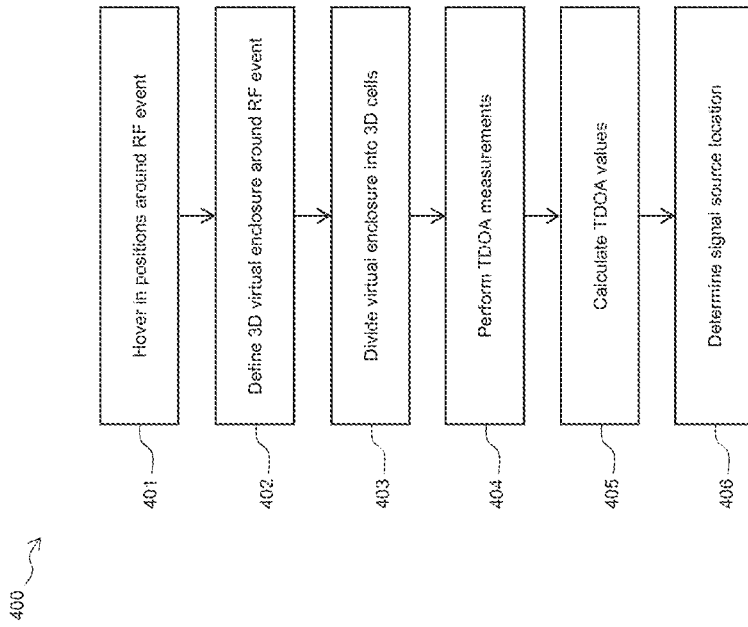 400
401
Hover in positions around RF event
402
Define 3D virtual enclosure around RF event
403
Divide virtual enclosure into 3D cells
404
Perform TDOA measurements
405
Calculate TDOA values
406
Determine signal source location